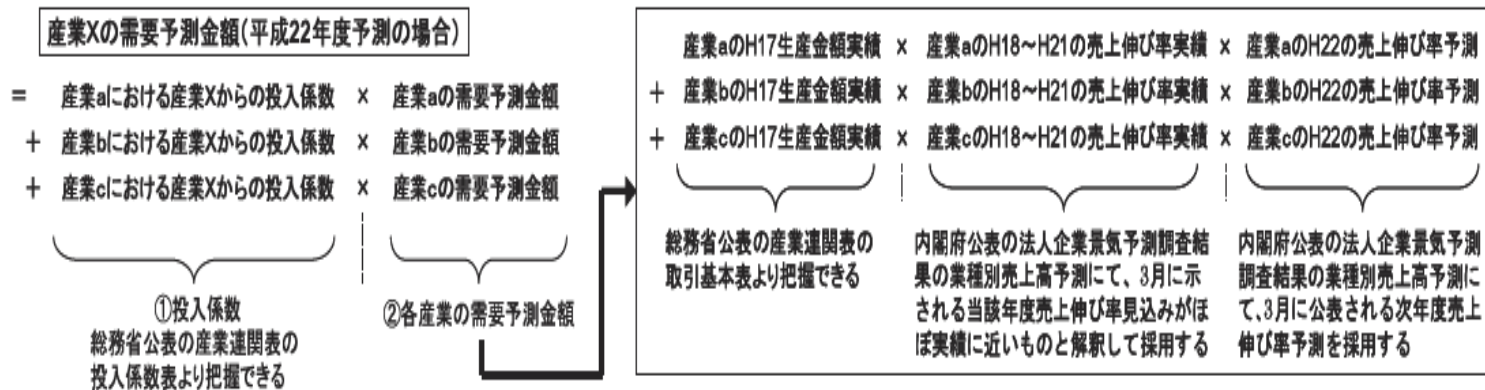 産業Xの需要予測金額(平成22年度予測の場合)
= 産業aにおける産業Xからの投入係数 × 産業aの需要予測金額
+ 産業bにおける産業Xからの投入係数 × 産業bの需要予測金額
+ 産業cにおける産業Xからの投入係数 × 産業cの需要予測金額
①投入係数
総務省公表の産業連関表の
投入係数表より把握できる
②各産業の需要予測金額
産業aのH17生産金額実績 × 産業aのH18~H21の売上伸び率実績 × 産業aのH22の売上伸び率予測
+ 産業bのH17生産金額実績 × 産業bのH18~H21の売上伸び率実績 × 産業bのH22の売上伸び率予測
+ 産業cのH17生産金額実績 × 産業cのH18~H21の売上伸び率実績 × 産業cのH22の売上伸び率予測
総務省公表の産業連関表の
取引基本表より把握できる
内閣府公表の法人企業景気予測調査結
果の業種別売上高予測にて、3月に示
される当該年度売上伸び率見込みがほ
ぼ実績に近いものと解釈して採用する
内閣府公表の法人企業景気予測
調査結果の業種別売上高予測に
て、3月に公表される次年度売上
伸び率予測を採用する